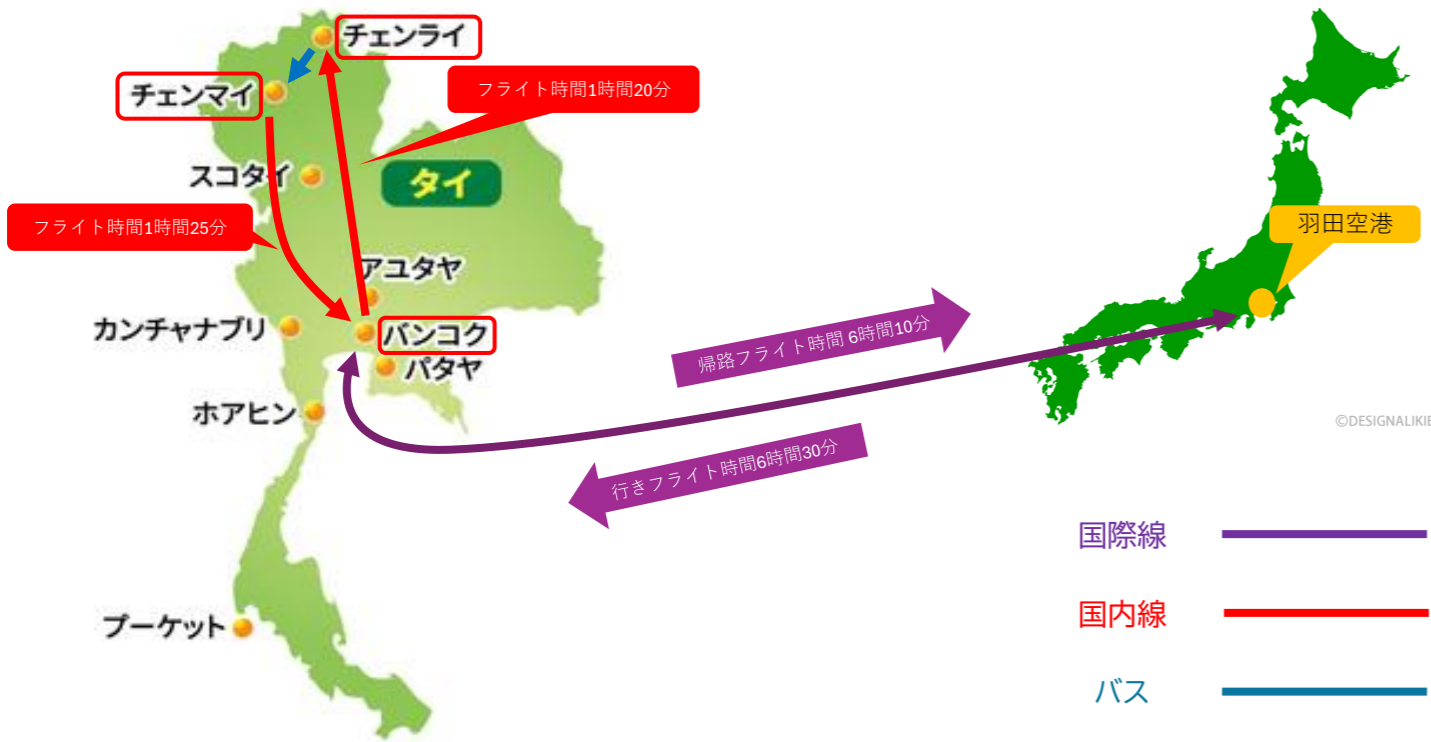 チェンライ
チェンマイ
フライト時間1時間20分
スコタイ
タイ
フライト時間1時間25分
羽田空港
アユタヤ
カンチャナブリ
バンコク
パタヤ
帰路フライト時間 6時間10分
ホアヒン
©DESIGNALIKIE
行きフライト時間6時間30分
国際線
国内線
プーケット
バス